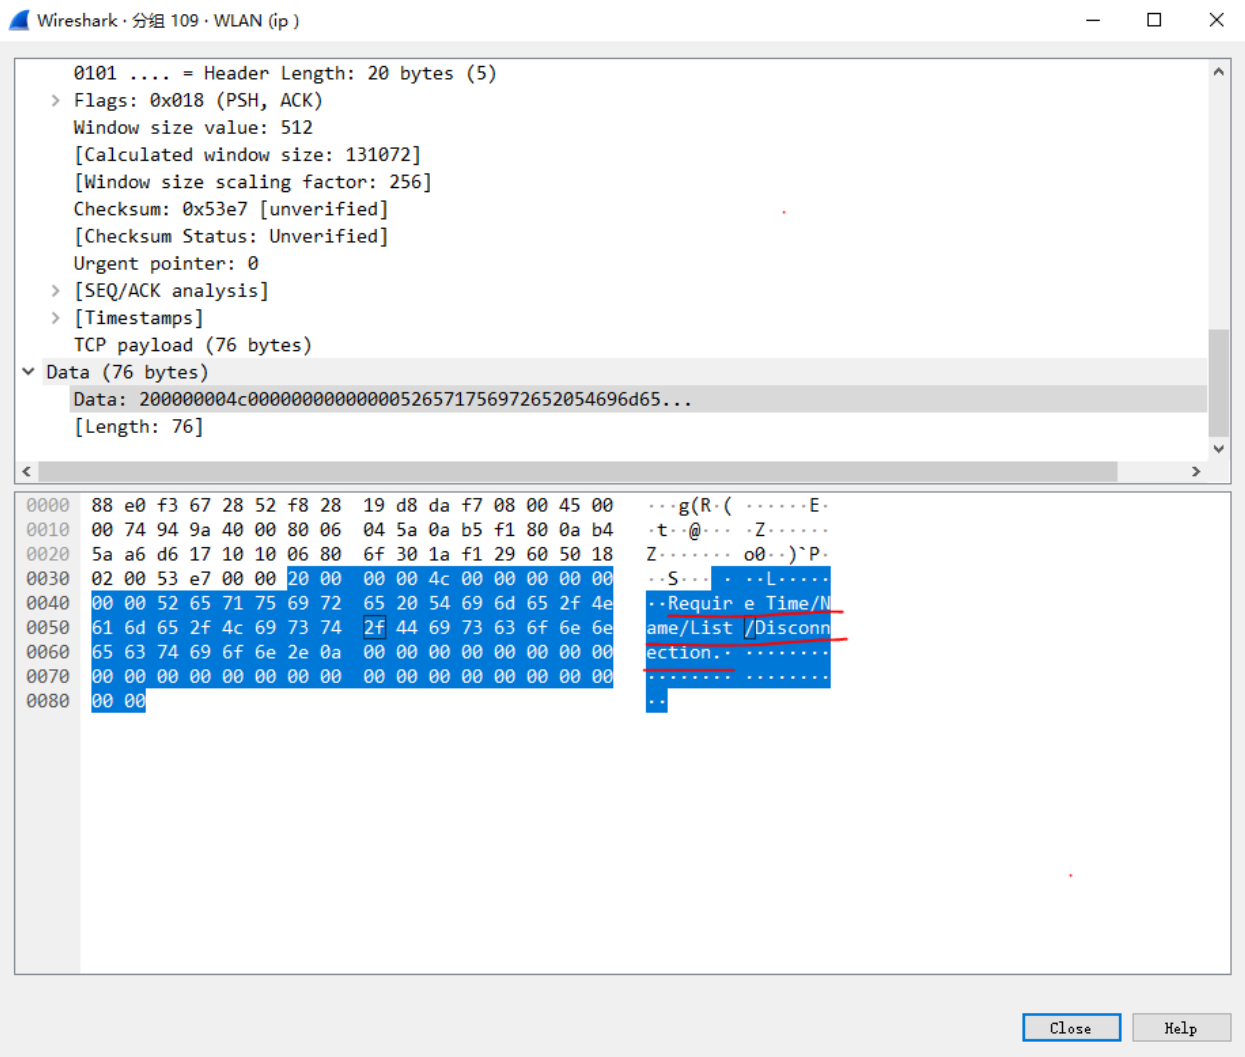 Wireshark · 分组 109 · WLAN (ip )
0101 .... = Header Length: 20 bytes (5)
Flags: 0x018 (PSH, ACK)
Window size value: 512
[Calculated window size: 131072]
[Window size scaling factor: 256]
Checksum: 0x53e7 [unverified]
[Checksum Status: Unverified]
Urgent pointer: 0
[SEQ/ACK analysis]
[Timestamps]
TCP payload (76 bytes)
Data (76 bytes)
Data: 200000004c0000000000000052657175697265205469​6d65...
[Length: 76]
0000 88 e0 f3 67 28 52 f8 28 19 d8 da f7 08 00 45 00 ···g(R·( ······E·
0010 00 74 94 9a 40 00 80 06 04 5a 0a b5 f1 80 0a b4 ·t··@··· ·Z······
0020 5a a6 d6 17 10 10 06 80 6f 30 1a f1 29 60 50 18 Z······· o0··)`P·
0030 02 00 53 e7 00 00 20 00 00 00 4c 00 00 00 00 00 ··S··· · ··L·····
0040 00 00 52 65 71 75 69 72 65 20 54 69 6d 65 2f 4e ··Requir e Time/N
0050 61 6d 65 2f 4c 69 73 74 2f 44 69 73 63 6f 6e 6e ame/List /Disconn
0060 65 63 74 69 6f 6e 2e 0a 00 00 00 00 00 00 00 00 ection.· ········
0070 00 00 00 00 00 00 00 00 00 00 00 00 00 00 00 00 ········ ········
0080 00 00 ··
Close Help